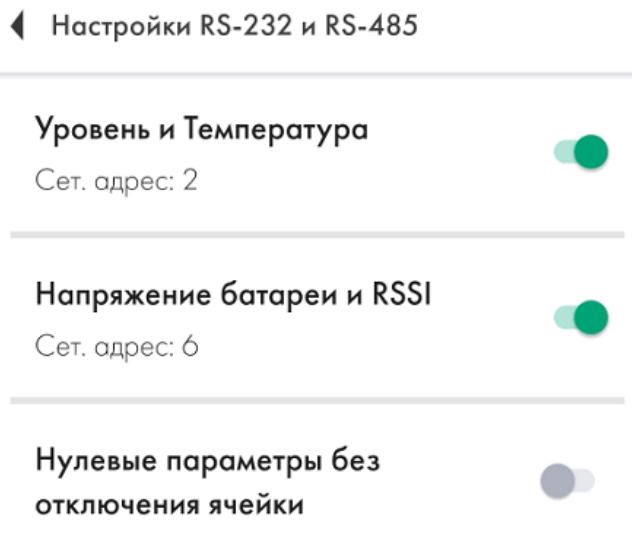 Настройки RS-232 и RS-485
Уровень и Температура
Сет. адрес: 2
Напряжение батареи и RSSI
Сет. адрес: 6
Нулевые параметры без
отключения ячейки